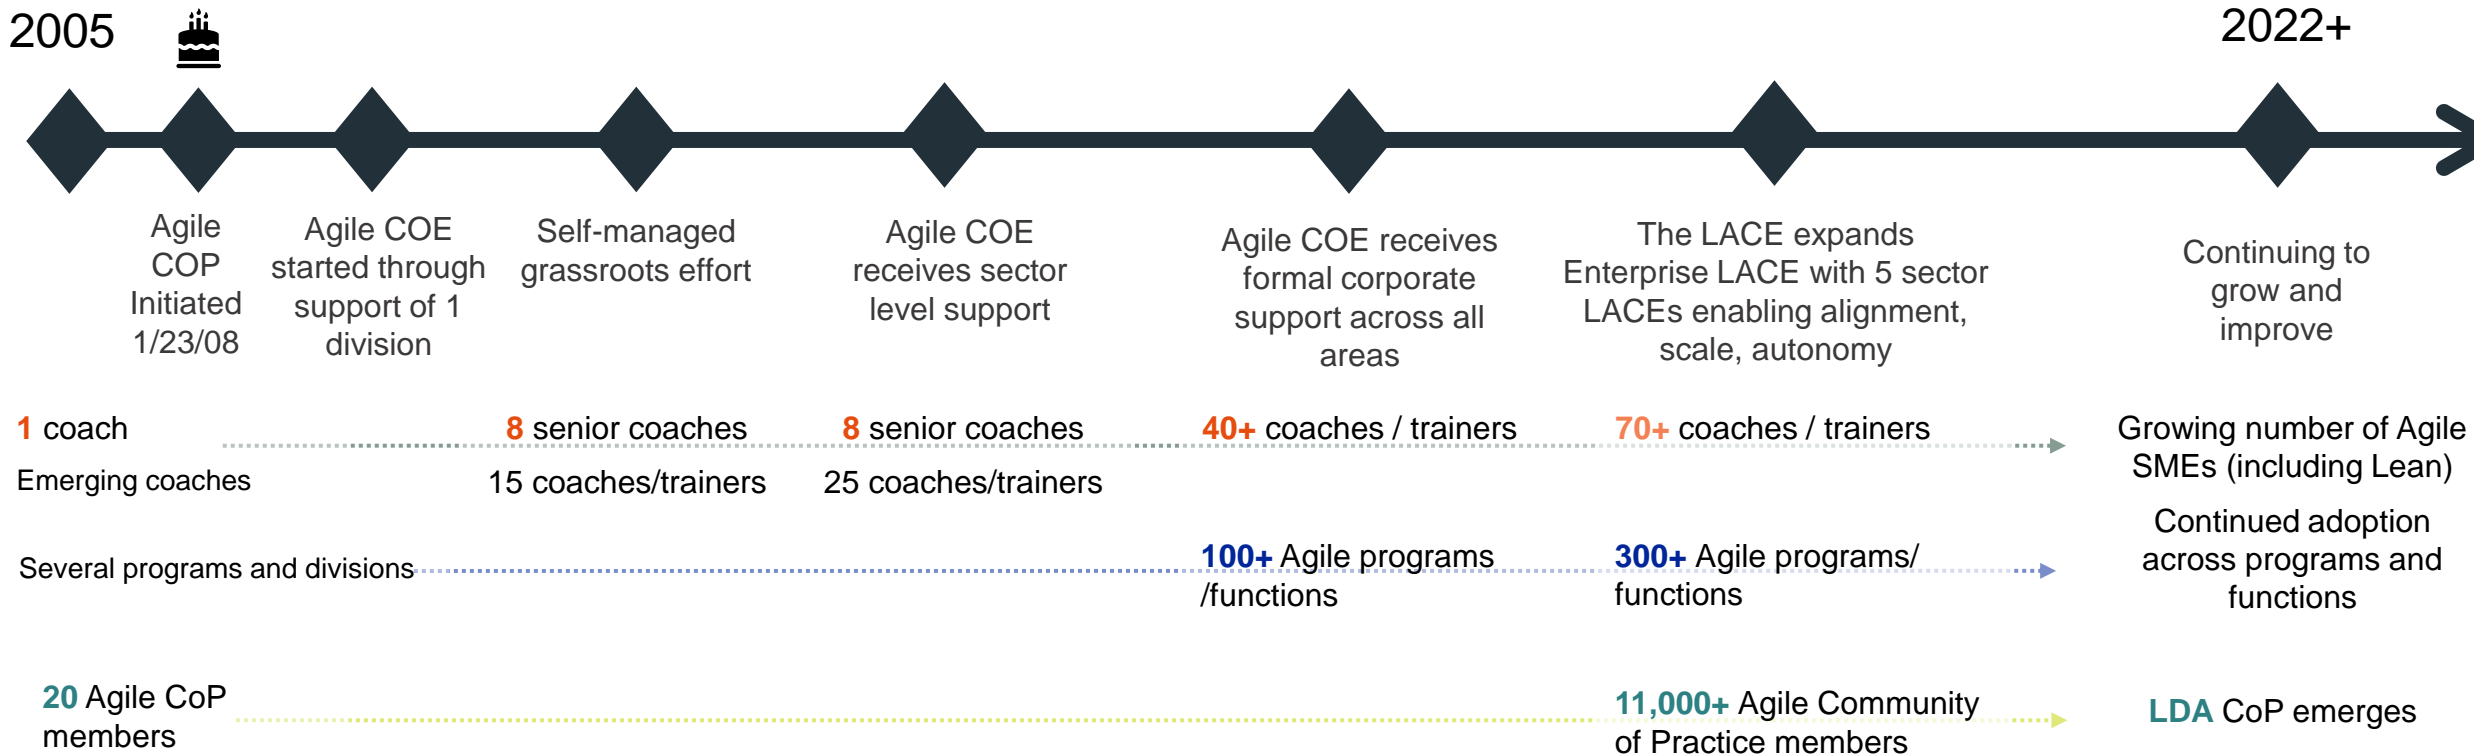 2005
2022+
Agile
COP
Initiated
1/23/08
Agile COE
started through
support of 1
division
Self-managed
grassroots effort
Agile COE
receives sector
level support
Agile COE receives
formal corporate
support across all
areas
The LACE expands
Enterprise LACE with 5 sector
LACEs enabling alignment,
scale, autonomy
Continuing to
grow and
improve
1 coach
Emerging coaches
8 senior coaches
15 coaches/trainers
8 senior coaches
25 coaches/trainers
40+ coaches / trainers
70+ coaches / trainers
Growing number of Agile
SMEs (including Lean)
Several programs and divisions
100+ Agile programs
/functions
300+ Agile programs/
functions
Continued adoption
across programs and
functions
20 Agile CoP
members
11,000+ Agile Community
of Practice members
LDA CoP emerges